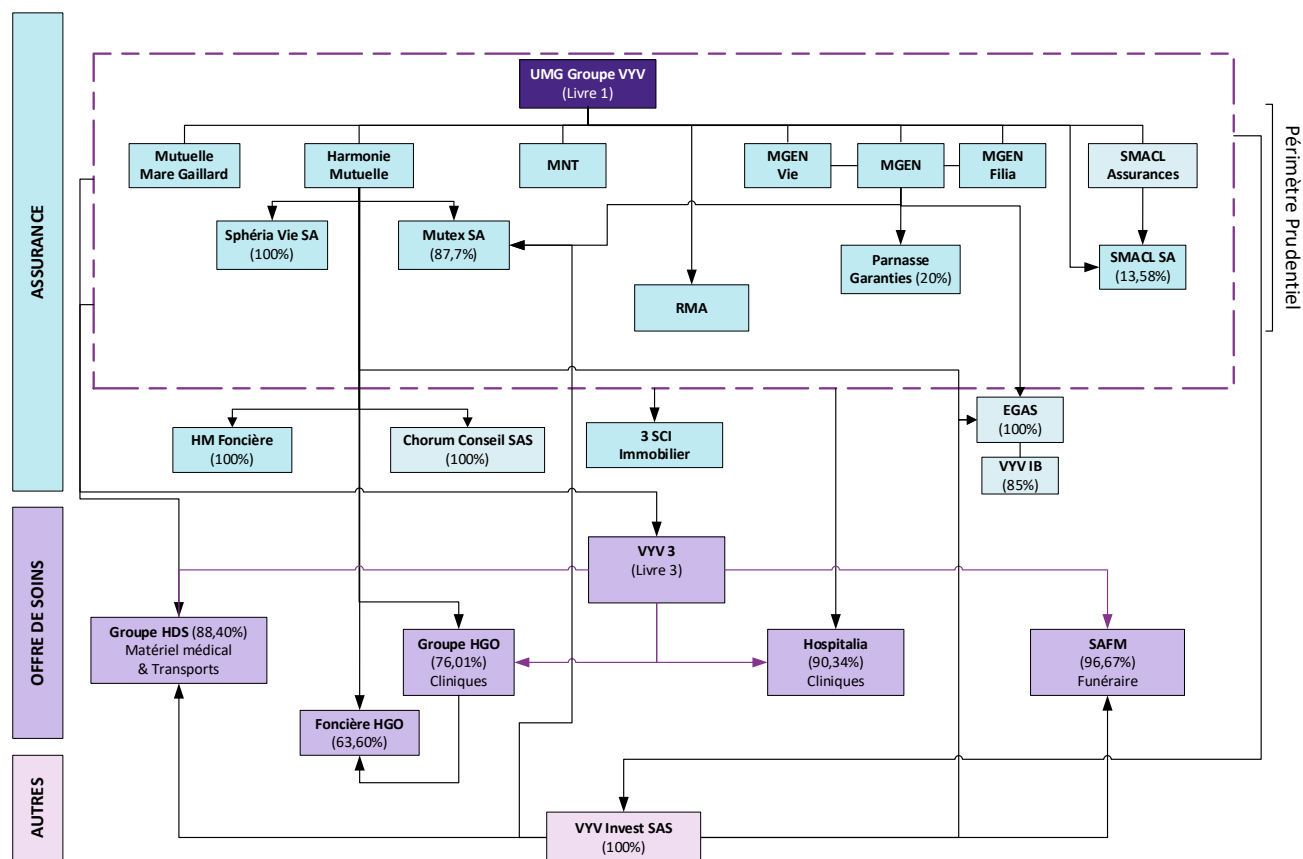 UMG Groupe VYV
(Livre 1)
Mutuelle
Mare Gaillard
Harmonie
Mutuelle
MNT
MGEN
Vie
MGEN
MGEN
Filia
SMACL
Assurances
Périmètre Prudentiel
ASSURANCE
Sphéria Vie SA
(100%)
Mutex SA
(87,7%)
Parnasse
Garanties (20%)
SMACL SA
(13,58%)
RMA
HM Foncière
(100%)
Chorum Conseil SAS
(100%)
3 SCI
Immobilier
EGAS
(100%)
VYV IB
(85%)
OFFRE DE SOINS
VYV 3
(Livre 3)
Groupe HDS (88,40%)
Matériel médical
& Transports
Groupe HGO
(76,01%)
Cliniques
Hospitalia
(90,34%)
Cliniques
SAFM
(96,67%)
Funéraire
Foncière HGO
(63,60%)
AUTRES
VYV Invest SAS
(100%)